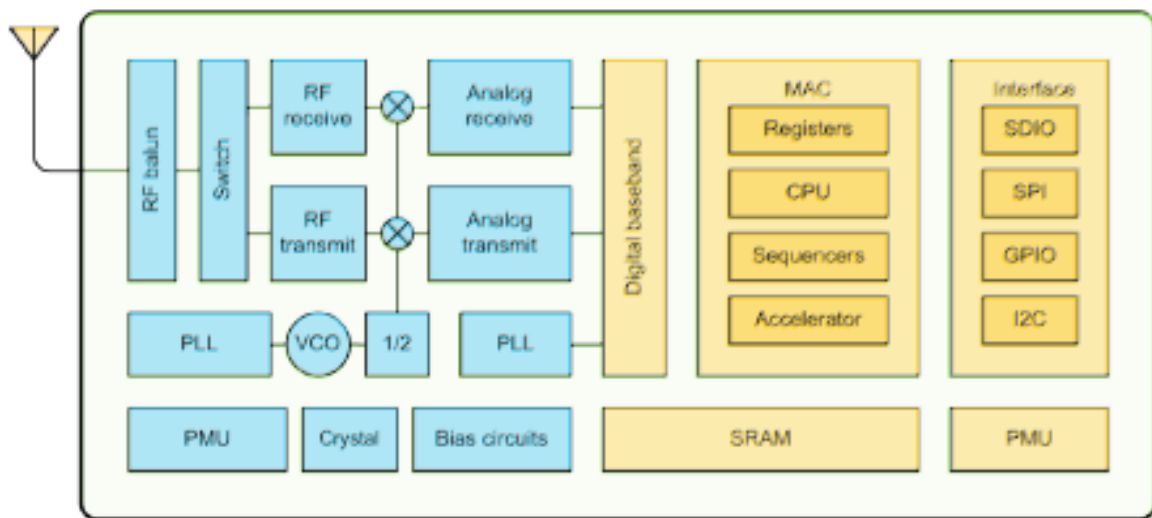 RF balun
Switch
RF
receive
Analog
receive
RF
transmit
Analog
transmit
PLL
VCO
1/2
PLL
Digital baseband
MAC
Registers
CPU
Sequencers
Accelerator
Interface
SDIO
SPI
GPIO
I2C
PMU
Crystal
Bias circuits
SRAM
PMU